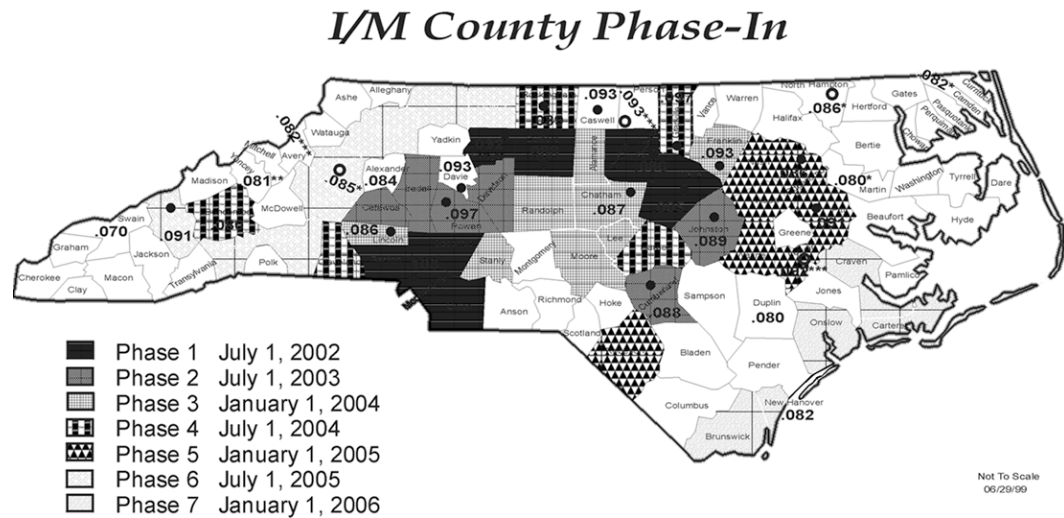 I/M County Phase-In
Ashe
Alleghany
Watauga
.082***
Mitchell
Avery
Yancey
.081**
Madison
McDowell
.085*
Alexander
.084
Yadkin
.093
Davie
Iredell
Davidson
Catawba
.097
Rowan
.086
Lincoln
Swain
.070
.091
Graham
Jackson
Cherokee
Macon
Clay
Transylvania
Polk
.093
Caswell
.093***
Person
.097
Alamance
Randolph
Chatham
.087
Lee
Moore
Montgomery
Stanly
Anson
Richmond
Hoke
Scotland
Cumberland
.088
Vance
Warren
Franklin
.093
Johnston
.089
North Hampton
.086*
Halifax
Hertford
Gates
.082*
Currituck
Camden
Pasquotank
Perquimans
Chowan
Bertie
.080*
Martin
Washington
Tyrrell
Dare
Beaufort
Hyde
Greene
Craven
Pamlico
Jones
Sampson
Duplin
.080
Onslow
Carteret
Bladen
Pender
Columbus
New Hanover
.082
Brunswick
Phase 1 July 1, 2002
Phase 2 July 1, 2003
Phase 3 January 1, 2004
Phase 4 July 1, 2004
Phase 5 January 1, 2005
Phase 6 July 1, 2005
Phase 7 January 1, 2006
Not To Scale
06/29/99